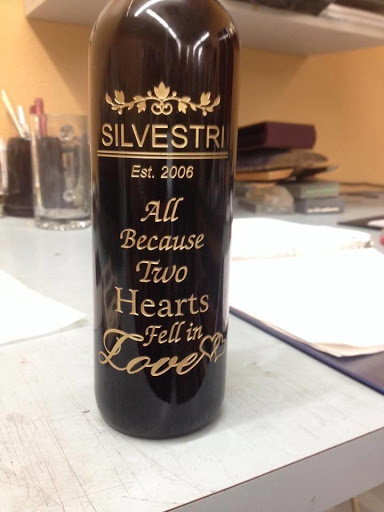 SILVESTRI
Est. 2006
All
Because
Two
Hearts
Fell in
Love